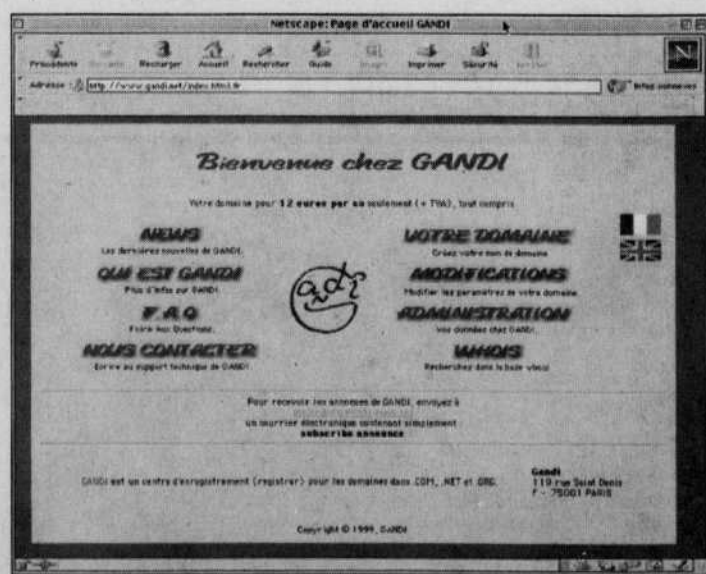 Netscape: Page d'accueil GANDI
Précédente Suivante Recharger Accueil Rechercher Guide Images Imprimer Sécurité Arrêter
N
Adresse : http://www.gandi.net/index.html.fr Infos connexes
Bienvenue chez GANDI
Votre domaine pour 12 euros par an seulement (+ TVA), tout compris
NEWS
Les dernières nouvelles de GANDI.
QUI EST GANDI
Plus d'infos sur GANDI.
F A Q
Foire Aux Questions.
NOUS CONTACTER
Ecrire au support technique de GANDI
VOTRE DOMAINE
Créez votre nom de domaine
MODIFICATIONS
Modifier les paramètres de votre domaine.
ADMINISTRATION
Vos données chez GANDI.
WHOIS
Recherchez dans la base whois
Pour recevoir les annonces de GANDI, envoyez à
un courrier électronique contenant simplement :
subscribe annonce
GANDI est un centre d'enregistrement (registrar) pour les domaines dans .COM, .NET et .ORG.
Gandi
119 rue Saint Denis
F - 75001 PARIS
Copyright © 1999, GANDI